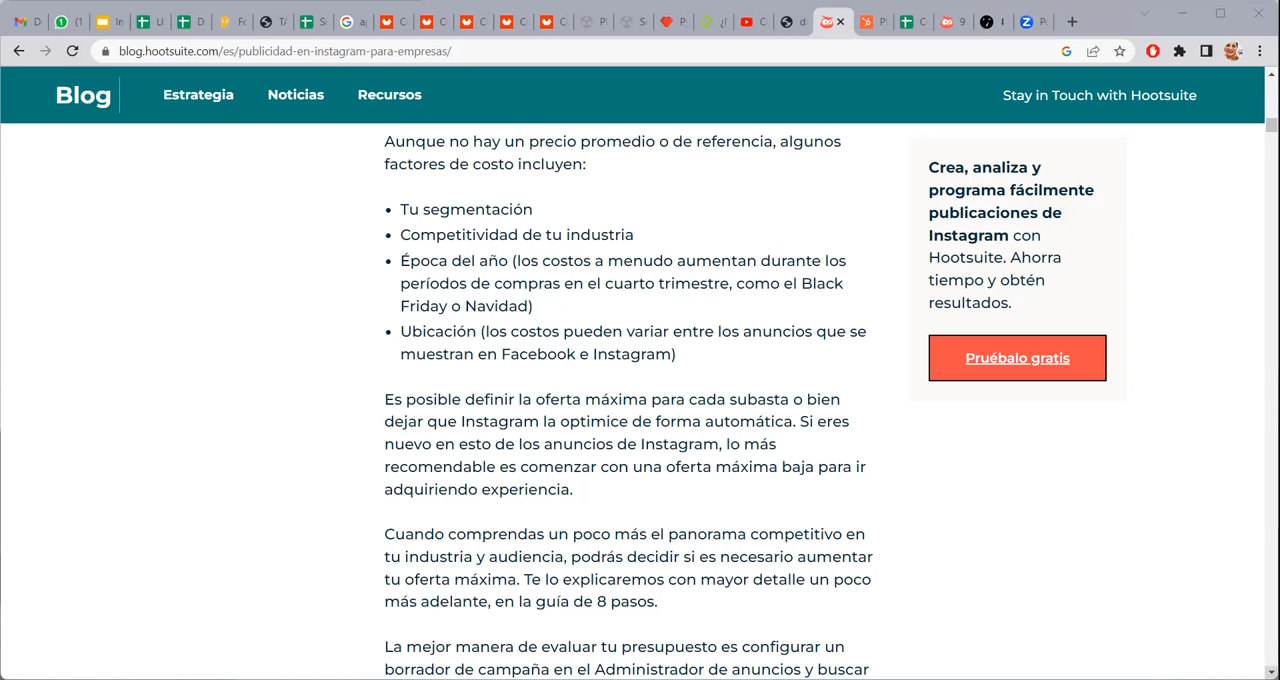 blog.hootsuite.com/es/publicidad-en-instagram-para-empresas/
Blog
Estrategia
Noticias
Recursos
Stay in Touch with Hootsuite
Aunque no hay un precio promedio o de referencia, algunos
factores de costo incluyen:
• Tu segmentación
• Competitividad de tu industria
• Época del año (los costos a menudo aumentan durante los
períodos de compras en el cuarto trimestre, como el Black
Friday o Navidad)
• Ubicación (los costos pueden variar entre los anuncios que se
muestran en Facebook e Instagram)
Es posible definir la oferta máxima para cada subasta o bien
dejar que Instagram la optimice de forma automática. Si eres
nuevo en esto de los anuncios de Instagram, lo más
recomendable es comenzar con una oferta máxima baja para ir
adquiriendo experiencia.
Cuando comprendas un poco más el panorama competitivo en
tu industria y audiencia, podrás decidir si es necesario aumentar
tu oferta máxima. Te lo explicaremos con mayor detalle un poco
más adelante, en la guía de 8 pasos.
La mejor manera de evaluar tu presupuesto es configurar un
borrador de campaña en el Administrador de anuncios y buscar
Crea, analiza y
programa fácilmente
publicaciones de
Instagram con
Hootsuite. Ahorra
tiempo y obtén
resultados.
Pruébalo gratis